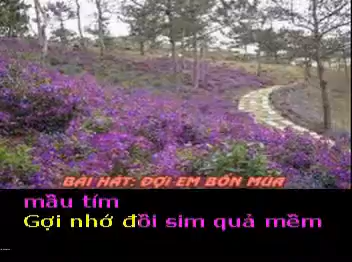 BÀI HÁT: ĐỢI EM BỐN MÙA
mầu tím
Gợi nhớ đồi sim quả mềm